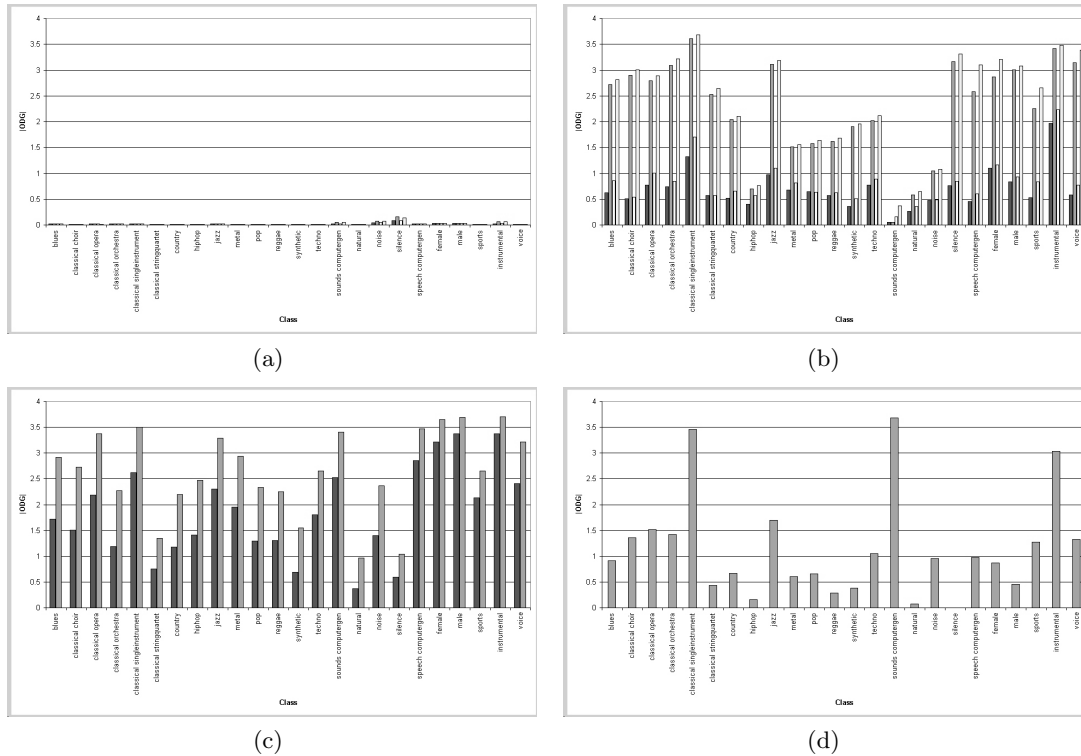 4
3.5
3
2.5
2
1.5
1
0.5
0
|ODG|
blues
classical choir
classical opera
classical orchestra
classical singleinstrument
classical stringquartet
country
hiphop
jazz
metal
pop
reggae
synthetic
techno
sounds computergen
natural
noise
silence
speech computergen
female
male
sports
instrumental
voice
Class
(a)
4
3.5
3
2.5
2
1.5
1
0.5
0
|ODG|
blues
classical choir
classical opera
classical orchestra
classical singleinstrument
classical stringquartet
country
hiphop
jazz
metal
pop
reggae
synthetic
techno
sounds computergen
natural
noise
silence
speech computergen
female
male
sports
instrumental
voice
Class
(b)
4
3.5
3
2.5
2
1.5
1
0.5
0
|ODG|
blues
classical choir
classical opera
classical orchestra
classical singleinstrument
classical stringquartet
country
hiphop
jazz
metal
pop
reggae
synthetic
techno
sounds computergen
natural
noise
silence
speech computergen
female
male
sports
instrumental
voice
Class
(c)
4
3.5
3
2.5
2
1.5
1
0.5
0
|ODG|
blues
classical choir
classical opera
classical orchestra
classical singleinstrument
classical stringquartet
country
hiphop
jazz
metal
pop
reggae
synthetic
techno
sounds computergen
natural
noise
silence
speech computergen
female
male
sports
instrumental
voice
Class
(d)